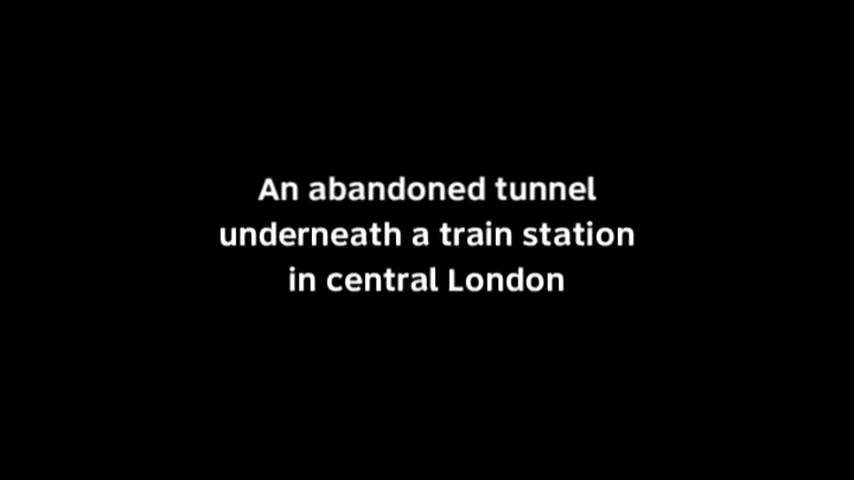 An abandoned tunnel
underneath a train station
in central London